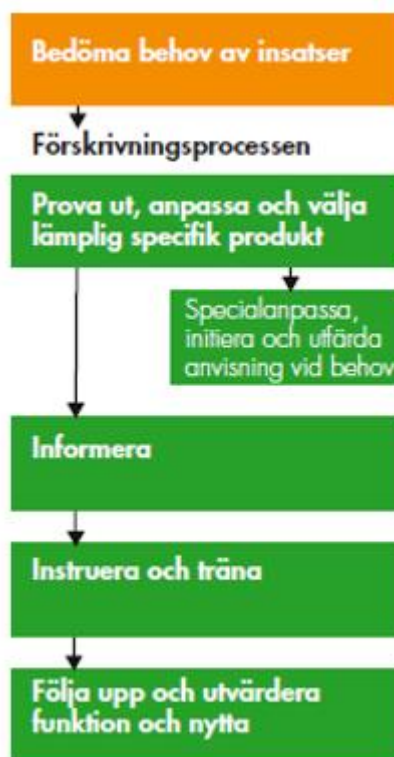 Bedöma behov av insatser
Förskrivningsprocessen
Prova ut, anpassa och välja
lämplig specifik produkt
Specialanpassa,
initiera och utfärda
anvisning vid behov
Informera
Instruera och träna
Följa upp och utvärdera
funktion och nytta